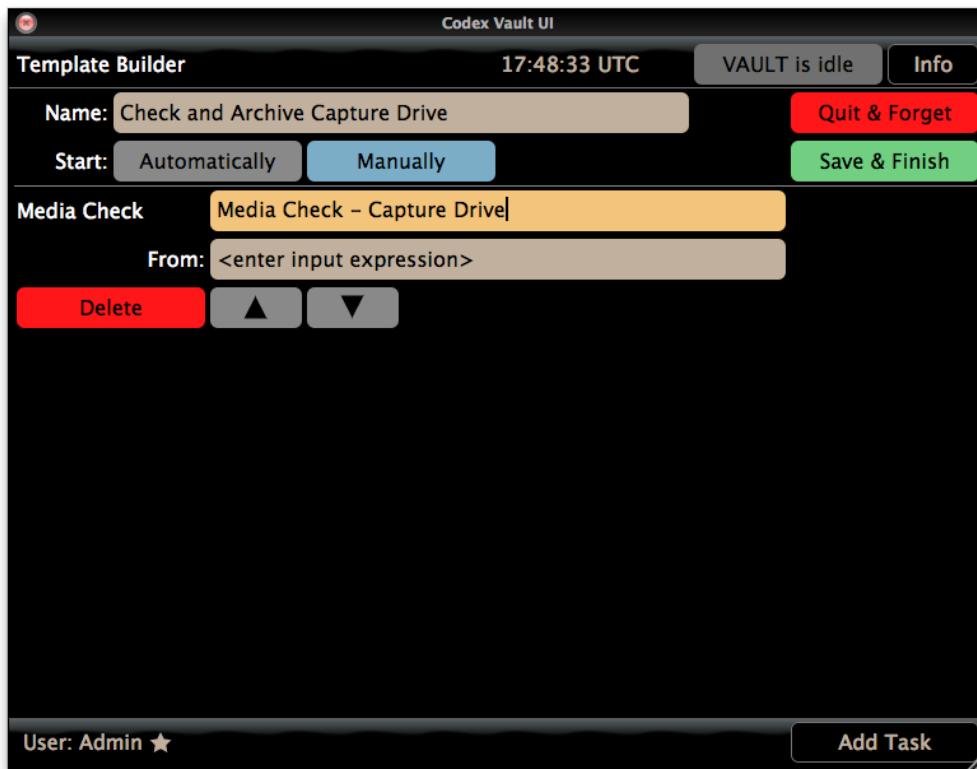 Codex Vault UI
Template Builder 17:48:33 UTC VAULT is idle Info
Name: Check and Archive Capture Drive Quit & Forget
Start: Automatically Manually Save & Finish
Media Check Media Check – Capture Drive
From: <enter input expression>
Delete ▲ ▼
User: Admin ★ Add Task